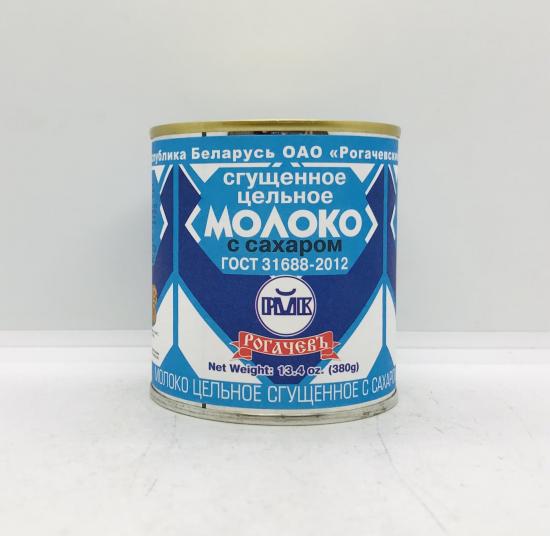 Республика Беларусь ОАО «Рогачевский
сгущенное
цельное
МОЛОКО
с сахаром
ГОСТ 31688-2012
РМК
РОГАЧЕВЪ
Net Weight: 13.4 oz. (380g)
МОЛОКО ЦЕЛЬНОЕ СГУЩЕННОЕ С САХАРО